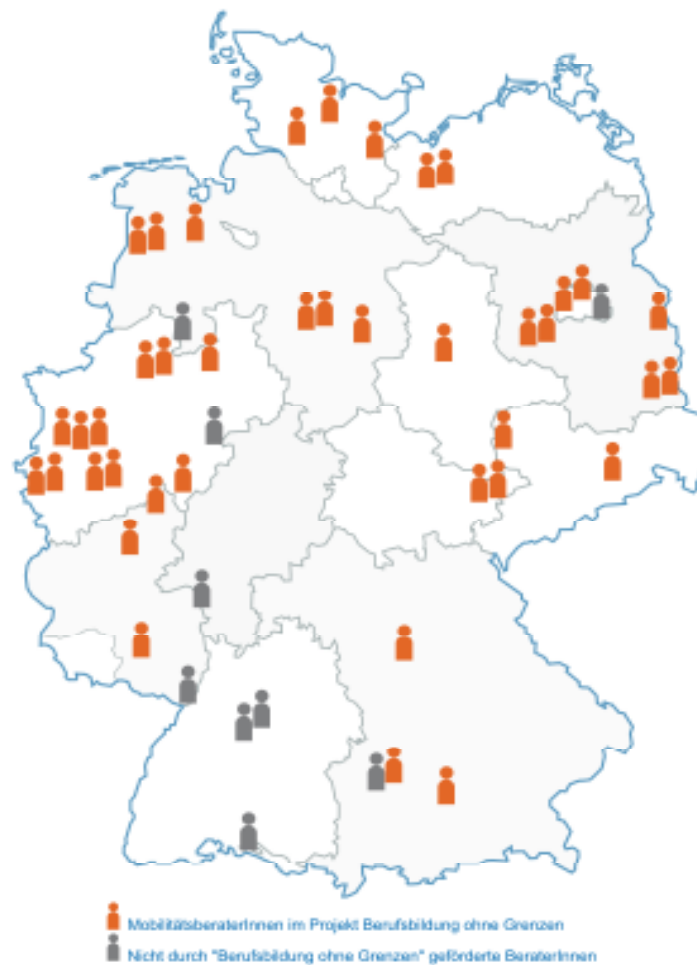 MobilitätsberaterInnen im Projekt Berufsbildung ohne Grenzen
Nicht durch "Berufsbildung ohne Grenzen" geförderte BeraterInnen